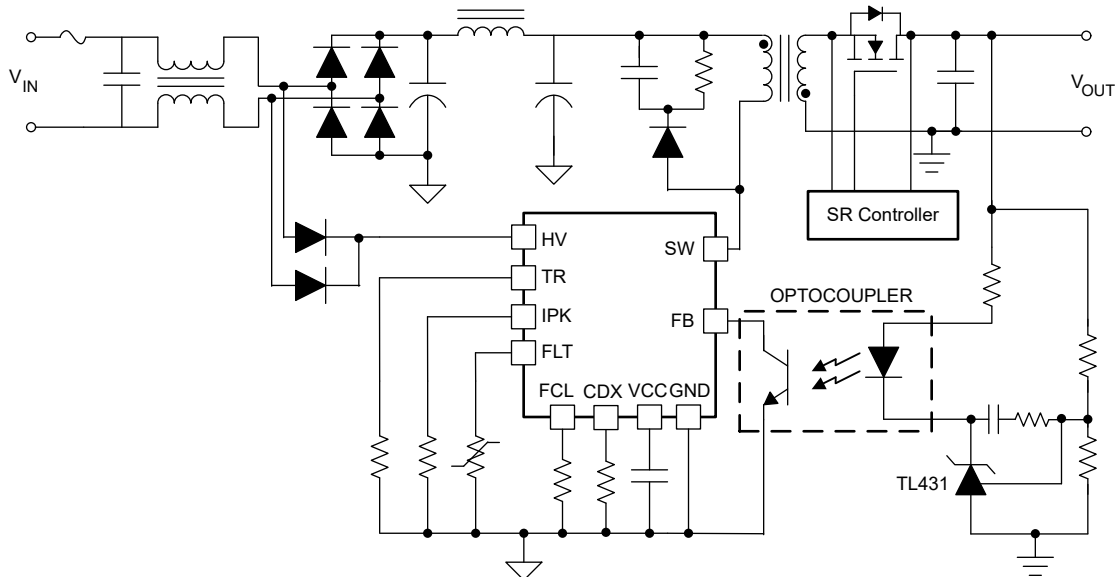 V_IN
V_OUT
SR Controller
HV
SW
TR
OPTOCOUPLER
IPK
FB
FLT
FCL CDX VCC GND
TL431